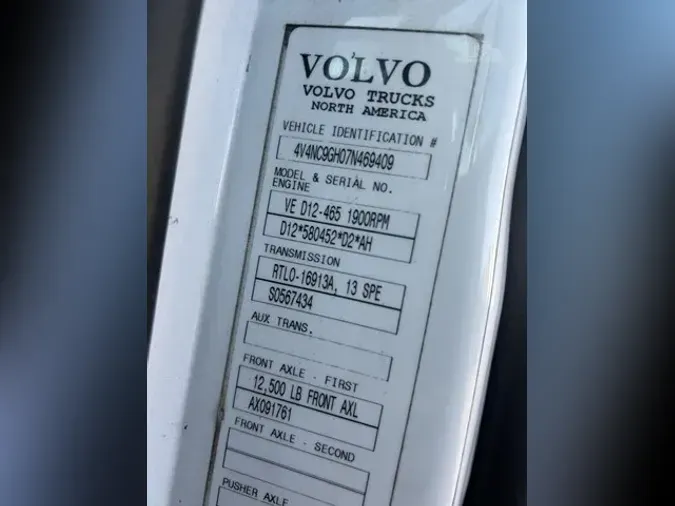 VOLVO
VOLVO TRUCKS
NORTH AMERICA
VEHICLE IDENTIFICATION #
4V4NC9GH07N469409
MODEL & SERIAL NO.
ENGINE
VE D12-465 1900RPM
D12*580452*D2*AH
TRANSMISSION
RTLO-16913A, 13 SPE
S0567434
AUX TRANS.
FRONT AXLE - FIRST
12,500 LB FRONT AXL
AX091761
FRONT AXLE - SECOND
PUSHER AXLE